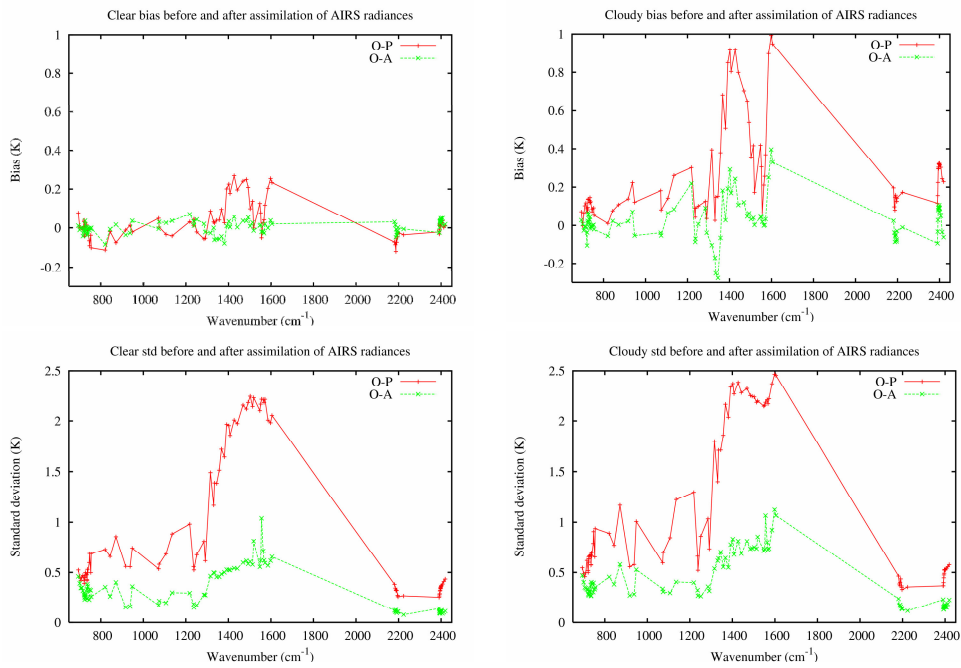 Clear bias before and after assimilation of AIRS radiances
1
0.8
0.6
0.4
0.2
0
-0.2
Bias (K)
O-P
O-A
800 1000 1200 1400 1600 1800 2000 2200 2400
Wavenumber (cm-1)
Cloudy bias before and after assimilation of AIRS radiances
1
0.8
0.6
0.4
0.2
0
-0.2
Bias (K)
O-P
O-A
800 1000 1200 1400 1600 1800 2000 2200 2400
Wavenumber (cm-1)
Clear std before and after assimilation of AIRS radiances
2.5
2
1.5
1
0.5
0
Standard deviation (K)
O-P
O-A
800 1000 1200 1400 1600 1800 2000 2200 2400
Wavenumber (cm-1)
Cloudy std before and after assimilation of AIRS radiances
2.5
2
1.5
1
0.5
0
Standard deviation (K)
O-P
O-A
800 1000 1200 1400 1600 1800 2000 2200 2400
Wavenumber (cm-1)